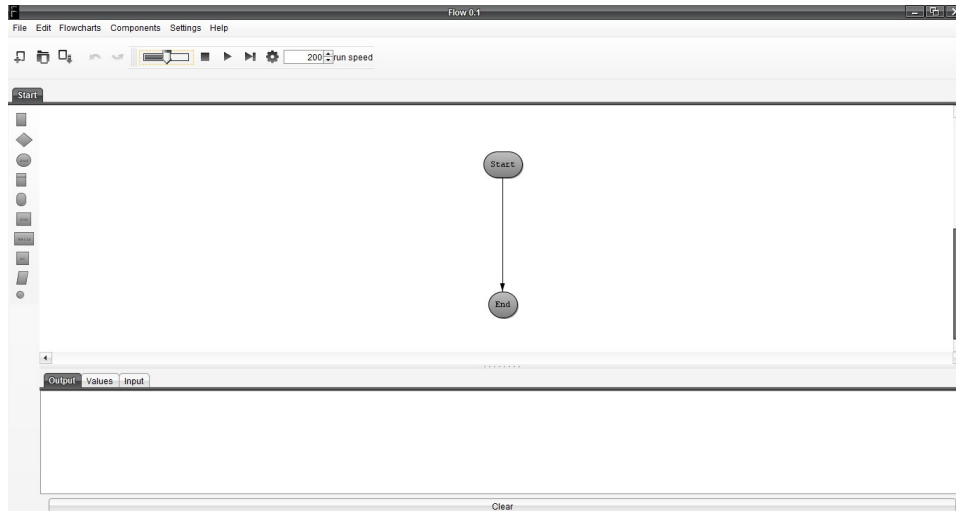 Flow 0.1
File Edit Flowcharts Components Settings Help
200 run speed
Start
Start
End
Output Values Input
Clear